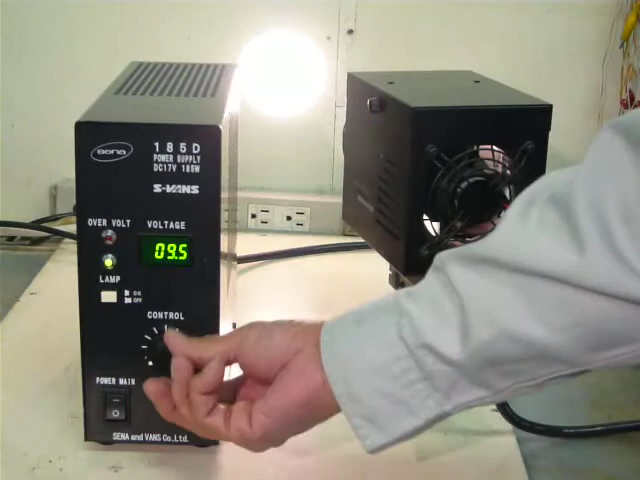 sena
185D
POWER SUPPLY
DC17V 185W
S-VANS
OVER VOLT
VOLTAGE
09.5
LAMP
ON
OFF
CONTROL
POWER MAIN
SENA and VANS Co.,Ltd.